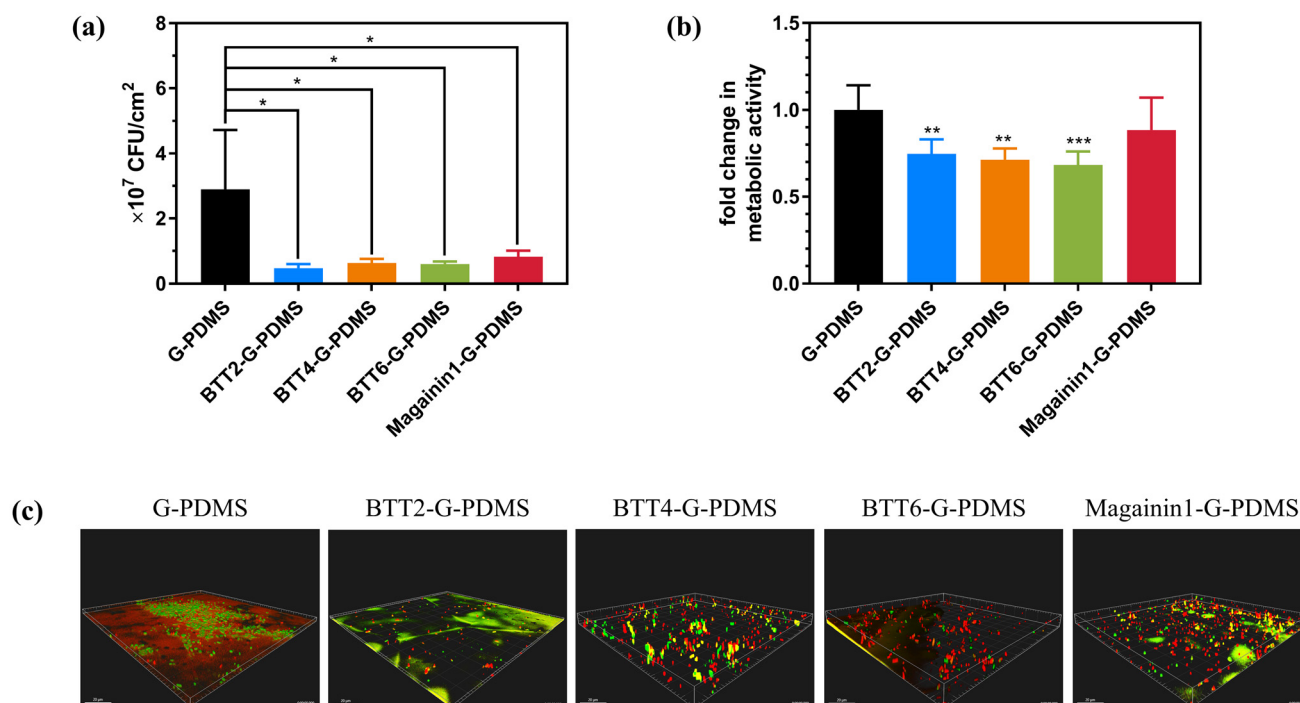 (a)
×10⁷ CFU/cm²
8
6
4
2
0
*
*
*
*
G-PDMS
BTT2-G-PDMS
BTT4-G-PDMS
BTT6-G-PDMS
Magainin1-G-PDMS
(b)
fold change in
metabolic activity
1.5
1.0
0.5
0.0
**
**
***
G-PDMS
BTT2-G-PDMS
BTT4-G-PDMS
BTT6-G-PDMS
Magainin1-G-PDMS
(c)
G-PDMS
BTT2-G-PDMS
BTT4-G-PDMS
BTT6-G-PDMS
Magainin1-G-PDMS